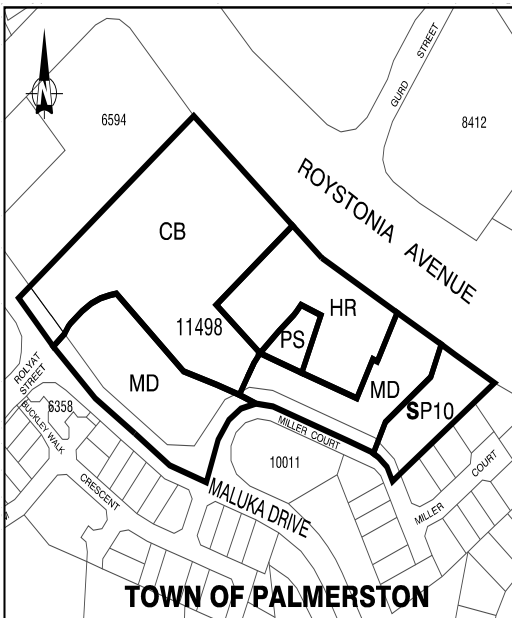 N
6594
GURD STREET
8412
ROYSTONIA AVENUE
CB
HR
11498
PS
MD
MD
SP10
ROLYAT
STREET
6358
BUCKLEY WALK
MILLER COURT
10011
CRESCENT
MALUKA DRIVE
MILLER COURT
TOWN OF PALMERSTON